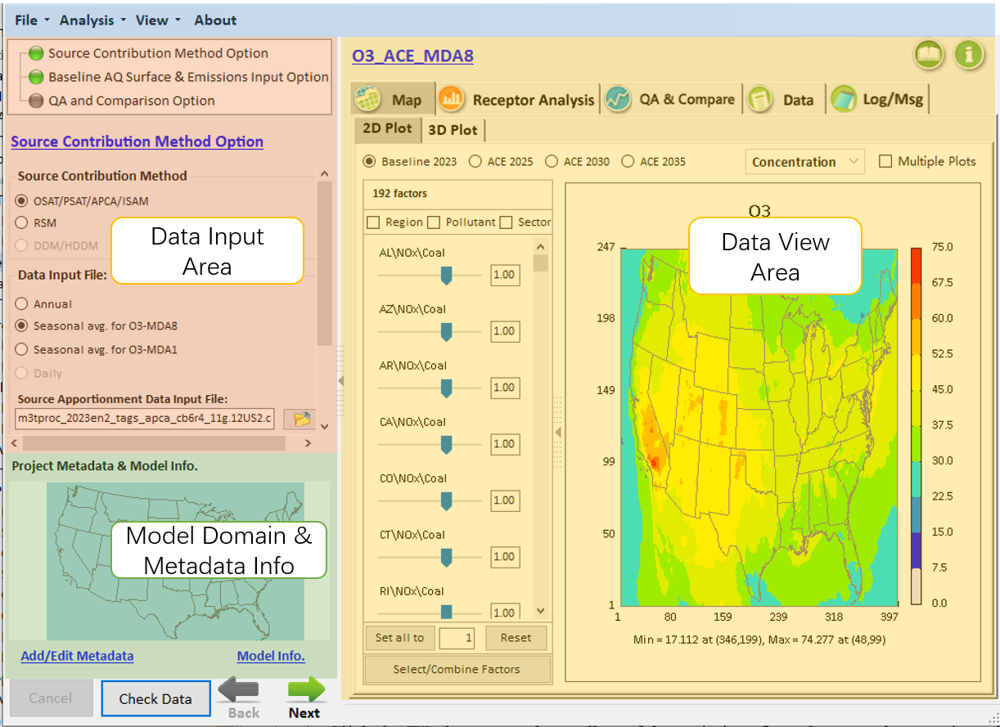 File Analysis View About
Source Contribution Method Option
Baseline AQ Surface & Emissions Input Option
QA and Comparison Option
Source Contribution Method Option
Source Contribution Method
OSAT/PSAT/APCA/ISAM
RSM
DDM/HDDM
Data Input
Area
Data Input File:
Annual
Seasonal avg. for O3-MDA8
Seasonal avg. for O3-MDA1
Daily
Source Apportionment Data Input File:
m3tproc_2023en2_tags_apca_cb6r4_11g.12US2.c
Project Metadata & Model Info.
Model Domain &
Metadata Info
Add/Edit Metadata Model Info.
Cancel Check Data Back Next
O3_ACE_MDA8
Map Receptor Analysis QA & Compare Data Log/Msg
2D Plot 3D Plot
Baseline 2023 ACE 2025 ACE 2030 ACE 2035 Concentration Multiple Plots
192 factors
Region Pollutant Sector
AL\NOx\Coal
1.00
AZ\NOx\Coal
1.00
AR\NOx\Coal
1.00
CA\NOx\Coal
1.00
CO\NOx\Coal
1.00
CT\NOx\Coal
1.00
RI\NOx\Coal
1.00
Set all to 1 Reset
Select/Combine Factors
O3
Data View
Area
247
198
149
99
50
1
1 80 159 239 318 397
75.0
67.5
60.0
52.5
45.0
37.5
30.0
22.5
15.0
7.5
0.0
Min = 17.112 at (346,199), Max = 74.277 at (48,99)